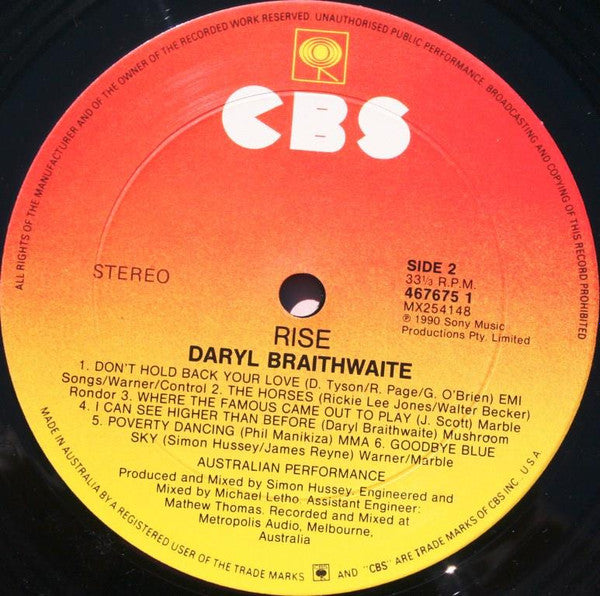 ALL RIGHTS OF THE MANUFACTURER AND OF THE OWNER OF THE RECORDED WORK RESERVED. UNAUTHORISED PUBLIC PERFORMANCE, BROADCASTING AND COPYING OF THIS RECORD PROHIBITED
CBS
STEREO
SIDE 2
33⅓ R.P.M.
467675 1
MX254148
℗ 1990 Sony Music
Productions Pty. Limited
RISE
DARYL BRAITHWAITE
1. DON'T HOLD BACK YOUR LOVE (D. Tyson/R. Page/G. O'Brien) EMI
Songs/Warner/Control 2. THE HORSES (Rickie Lee Jones/Walter Becker)
Rondor 3. WHERE THE FAMOUS CAME OUT TO PLAY (J. Scott) Marble
4. I CAN SEE HIGHER THAN BEFORE (Daryl Braithwaite) Mushroom
5. POVERTY DANCING (Phil Manikiza) MMA 6. GOODBYE BLUE
SKY (Simon Hussey/James Reyne) Warner/Marble
AUSTRALIAN PERFORMANCE
Produced and Mixed by Simon Hussey. Engineered and
Mixed by Michael Letho. Assistant Engineer:
Mathew Thomas. Recorded and Mixed at
Metropolis Audio, Melbourne,
Australia
MADE IN AUSTRALIA BY A REGISTERED USER OF THE TRADE MARKS AND "CBS" ARE TRADE MARKS OF CBS INC. U.S.A